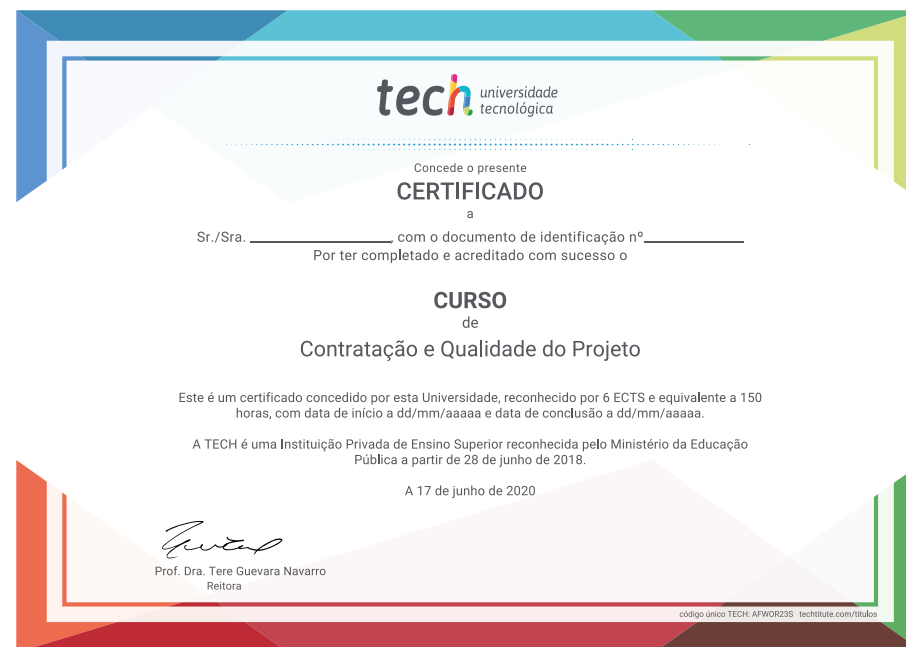 tech universidade
tecnológica
Concede o presente
CERTIFICADO
a
Sr./Sra. ____________________, com o documento de identificação nº______________
Por ter completado e acreditado com sucesso o
CURSO
de
Contratação e Qualidade do Projeto
Este é um certificado concedido por esta Universidade, reconhecido por 6 ECTS e equivalente a 150
horas, com data de início a dd/mm/aaaaa e data de conclusão a dd/mm/aaaaa.
A TECH é uma Instituição Privada de Ensino Superior reconhecida pelo Ministério da Educação
Pública a partir de 28 de junho de 2018.
A 17 de junho de 2020
Prof. Dra. Tere Guevara Navarro
Reitora
código único TECH: AFWOR23S techtitute.com/titulos